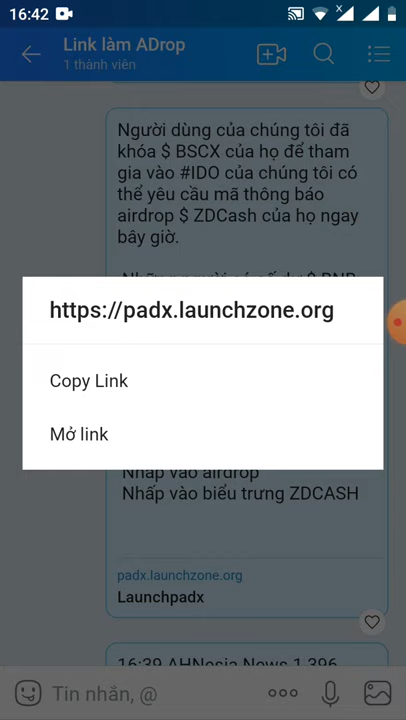 16:42
Link làm ADrop
1 thành viên
Người dùng của chúng tôi đã
khóa $ BSCX của họ để tham
gia vào #IDO của chúng tôi có
thể yêu cầu mã thông báo
airdrop $ ZDCash của họ ngay
bây giờ.
https://padx.launchzone.org
Copy Link
Mở link
Nhấp vào airdrop
Nhấp vào biểu trưng ZDCASH
padx.launchzone.org
Launchpadx
16:39 AHNesia News 1,396
Tin nhắn, @